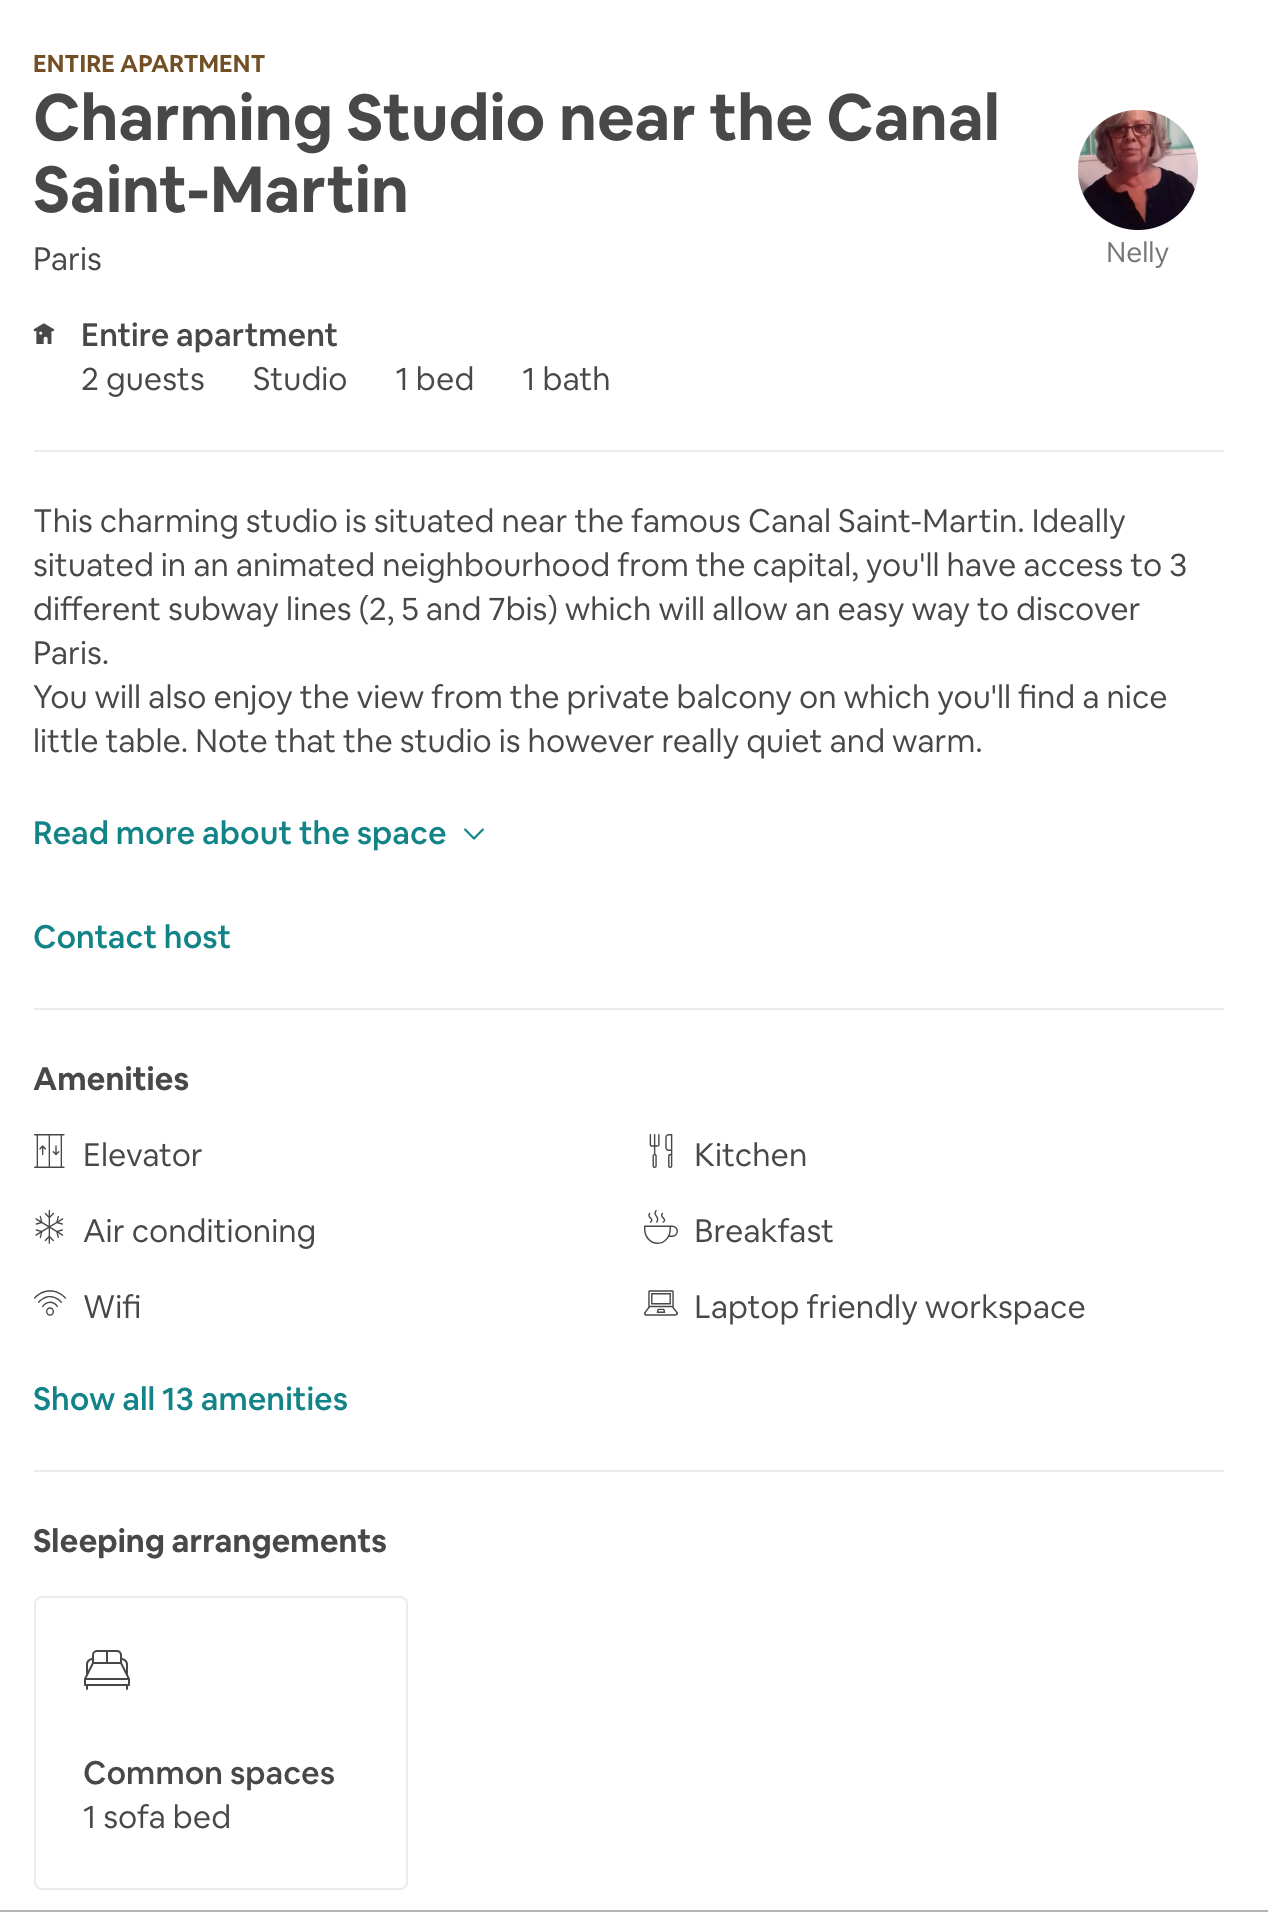 ENTIRE APARTMENT
Charming Studio near the Canal
Saint-Martin
Paris
Nelly
Entire apartment
2 guests Studio 1 bed 1 bath
This charming studio is situated near the famous Canal Saint-Martin. Ideally
situated in an animated neighbourhood from the capital, you'll have access to 3
different subway lines (2, 5 and 7bis) which will allow an easy way to discover
Paris.
You will also enjoy the view from the private balcony on which you'll find a nice
little table. Note that the studio is however really quiet and warm.
Read more about the space
Contact host
Amenities
Elevator
Kitchen
Air conditioning
Breakfast
Wifi
Laptop friendly workspace
Show all 13 amenities
Sleeping arrangements
Common spaces
1 sofa bed